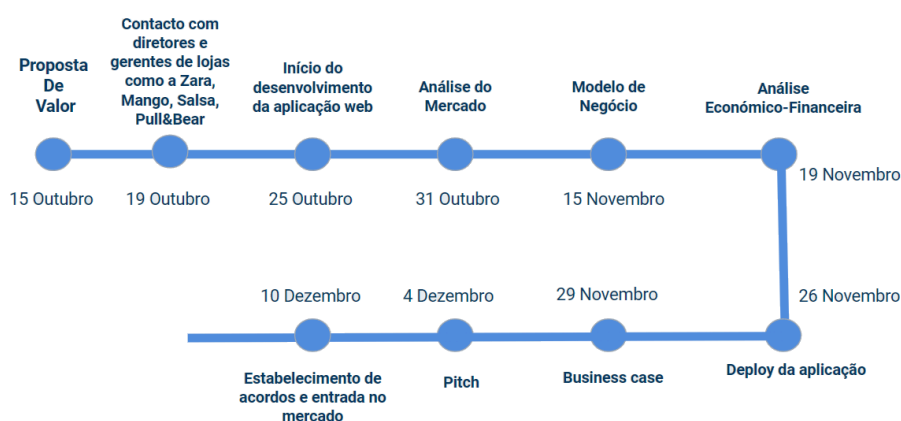 Proposta
De
Valor
Contacto com
diretores e
gerentes de lojas
como a Zara,
Mango, Salsa,
Pull&Bear
Início do
desenvolvimento
da aplicação web
Análise do
Mercado
Modelo de
Negócio
Análise
Económico-Financeira
15 Outubro
19 Outubro
25 Outubro
31 Outubro
15 Novembro
19 Novembro
26 Novembro
Deploy da aplicação
29 Novembro
Business case
4 Dezembro
Pitch
10 Dezembro
Estabelecimento de
acordos e entrada no
mercado